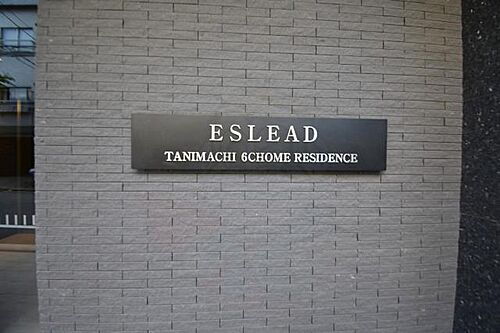 ESLEAD
TANIMACHI 6CHOME RESIDENCE